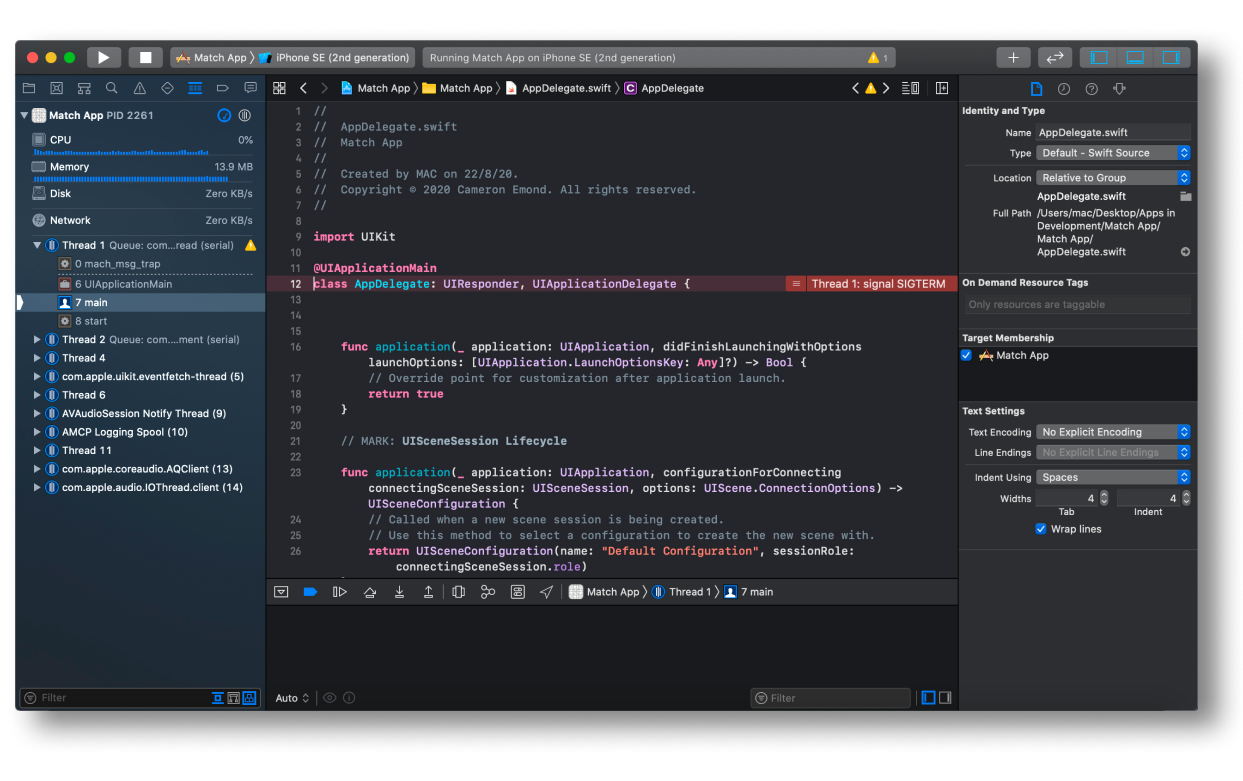 Match App 〉 iPhone SE (2nd generation)
Running Match App on iPhone SE (2nd generation)
1
Match App PID 2261
CPU
0%
Memory
13.9 MB
Disk
Zero KB/s
Network
Zero KB/s
Thread 1 Queue: com...read (serial)
0 mach_msg_trap
6 UIApplicationMain
7 main
8 start
Thread 2 Queue: com....ment (serial)
Thread 4
com.apple.uikit.eventfetch-thread (5)
Thread 6
AVAudioSession Notify Thread (9)
AMCP Logging Spool (10)
Thread 11
com.apple.coreaudio.AQClient (13)
com.apple.audio.IOThread.client (14)
Filter
Match App 〉 Match App 〉 AppDelegate.swift 〉 C AppDelegate
1 //
2 //  AppDelegate.swift
3 //  Match App
4 //
5 //  Created by MAC on 22/8/20.
6 //  Copyright © 2020 Cameron Emond. All rights reserved.
7 //
8
9 import UIKit
10
11 @UIApplicationMain
12 class AppDelegate: UIResponder, UIApplicationDelegate {
Thread 1: signal SIGTERM
13
14
15
16     func application(_ application: UIApplication, didFinishLaunchingWithOptions
launchOptions: [UIApplication.LaunchOptionsKey: Any]?) -> Bool {
17         // Override point for customization after application launch.
18         return true
19     }
20
21     // MARK: UISceneSession Lifecycle
22
23     func application(_ application: UIApplication, configurationForConnecting
connectingSceneSession: UISceneSession, options: UIScene.ConnectionOptions) ->
UISceneConfiguration {
24         // Called when a new scene session is being created.
25         // Use this method to select a configuration to create the new scene with.
26         return UISceneConfiguration(name: "Default Configuration", sessionRole:
connectingSceneSession.role)
Match App 〉 Thread 1 〉 7 main
Auto
Filter
Identity and Type
Name AppDelegate.swift
Type Default - Swift Source
Location Relative to Group
AppDelegate.swift
Full Path /Users/mac/Desktop/Apps in
Development/Match App/
Match App/
AppDelegate.swift
On Demand Resource Tags
Only resources are taggable
Target Membership
Match App
Text Settings
Text Encoding No Explicit Encoding
Line Endings No Explicit Line Endings
Indent Using Spaces
Widths 4 4
Tab Indent
Wrap lines